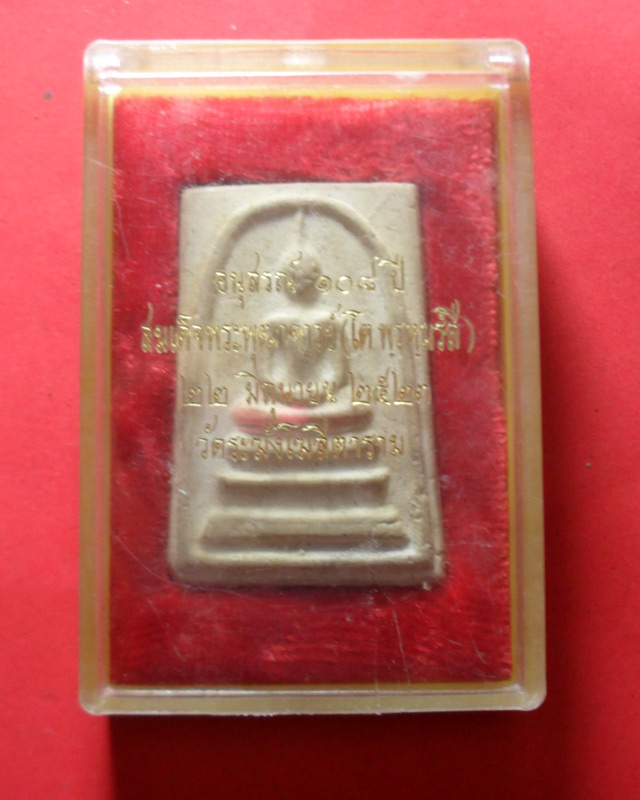 อนุสรณ์ ๑๐๘ ปี
สมเด็จพระพุฒาจารย์ (โต พรหมรังสี)
๒๒ มิถุนายน ๒๕๒๓
วัดระฆังโฆสิตาราม